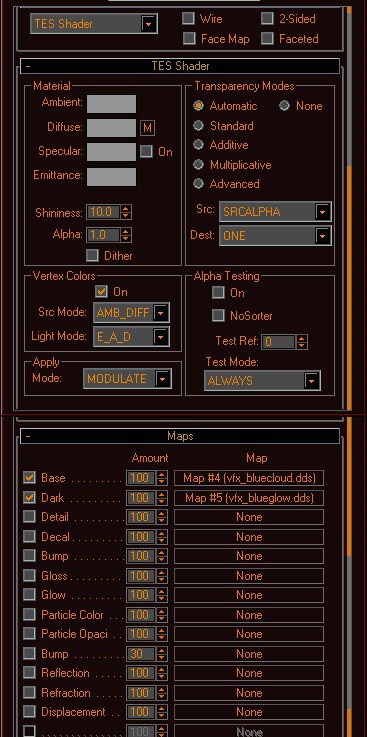 TES Shader
Wire
2-Sided
Face Map
Faceted
- TES Shader
Material
Ambient:
Diffuse: M
Specular: On
Emittance:
Shininess: 10.0
Alpha: 1.0
Dither
Transparency Modes
Automatic None
Standard
Additive
Multiplicative
Advanced
Src: SRCALPHA
Dest: ONE
Vertex Colors
On
Src Mode: AMB_DIFF
Light Mode: E_A_D
Apply
Mode: MODULATE
Alpha Testing
On
NoSorter
Test Ref: 0
Test Mode:
ALWAYS
- Maps
Amount Map
Base . . . . . . . . . 100 Map #4 (vfx_bluecloud.dds)
Dark . . . . . . . . . 100 Map #5 (vfx_blueglow.dds)
Detail . . . . . . . . 100 None
Decal . . . . . . . . 100 None
Bump . . . . . . . . 100 None
Gloss . . . . . . . . 100 None
Glow . . . . . . . . . 100 None
Particle Color . . . 100 None
Particle Opaci . . 100 None
Bump . . . . . . . . 30 None
Reflection . . . . . 100 None
Refraction . . . . . 100 None
Displacement . . 100 None
. . . . . . . . . . . . . . 100 None